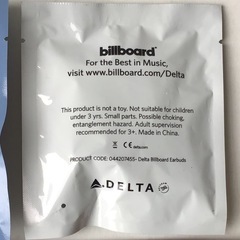 billboard
For the Best in Music,
visit www.billboard.com/Delta
This product is not a toy. Not suitable for children
under 3 yrs. Small parts. Possible choking,
entanglement hazard. Adult supervision
recommended for 3+. Made in China.
CE delta.com
PRODUCT CODE: 044207455- Delta Billboard Earbuds
DELTA